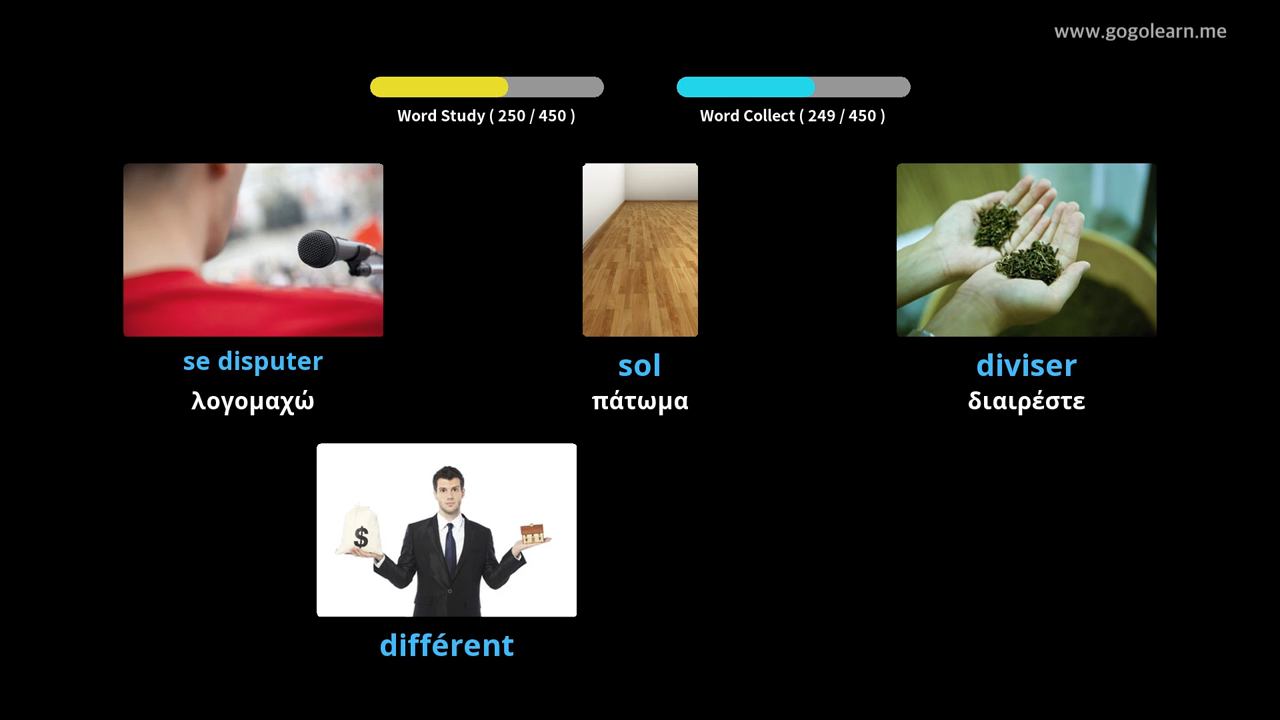 www.gogolearn.me
Word Study ( 250 / 450 )
Word Collect ( 249 / 450 )
se disputer
λογομαχώ
sol
πάτωμα
diviser
διαιρέστε
$
différent